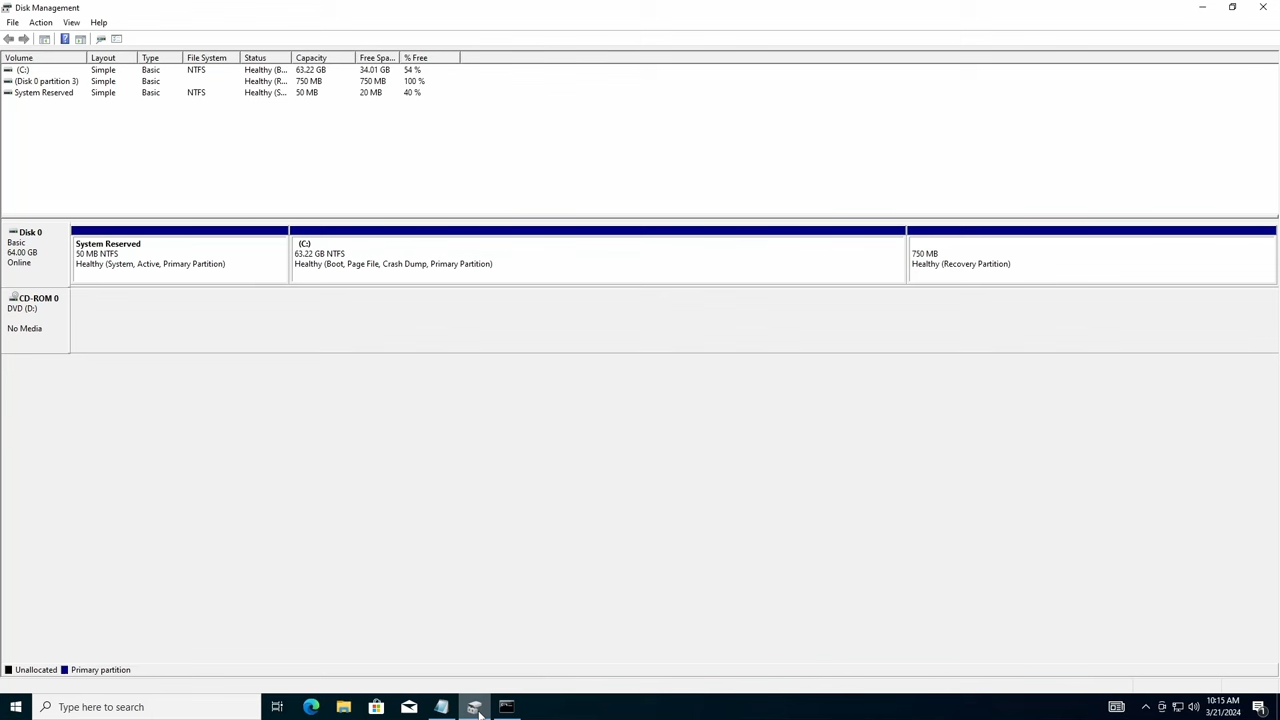 Disk Management
File Action View Help
Volume Layout Type File System Status Capacity Free Spa... % Free
(C:) Simple Basic NTFS Healthy (B... 63.22 GB 34.01 GB 54 %
(Disk 0 partition 3) Simple Basic Healthy (R... 750 MB 750 MB 100 %
System Reserved Simple Basic NTFS Healthy (S... 50 MB 20 MB 40 %
Disk 0
Basic
64.00 GB
Online
System Reserved
50 MB NTFS
Healthy (System, Active, Primary Partition)
(C:)
63.22 GB NTFS
Healthy (Boot, Page File, Crash Dump, Primary Partition)
750 MB
Healthy (Recovery Partition)
CD-ROM 0
DVD (D:)
No Media
Unallocated Primary partition
Type here to search
10:15 AM
3/21/2024
1